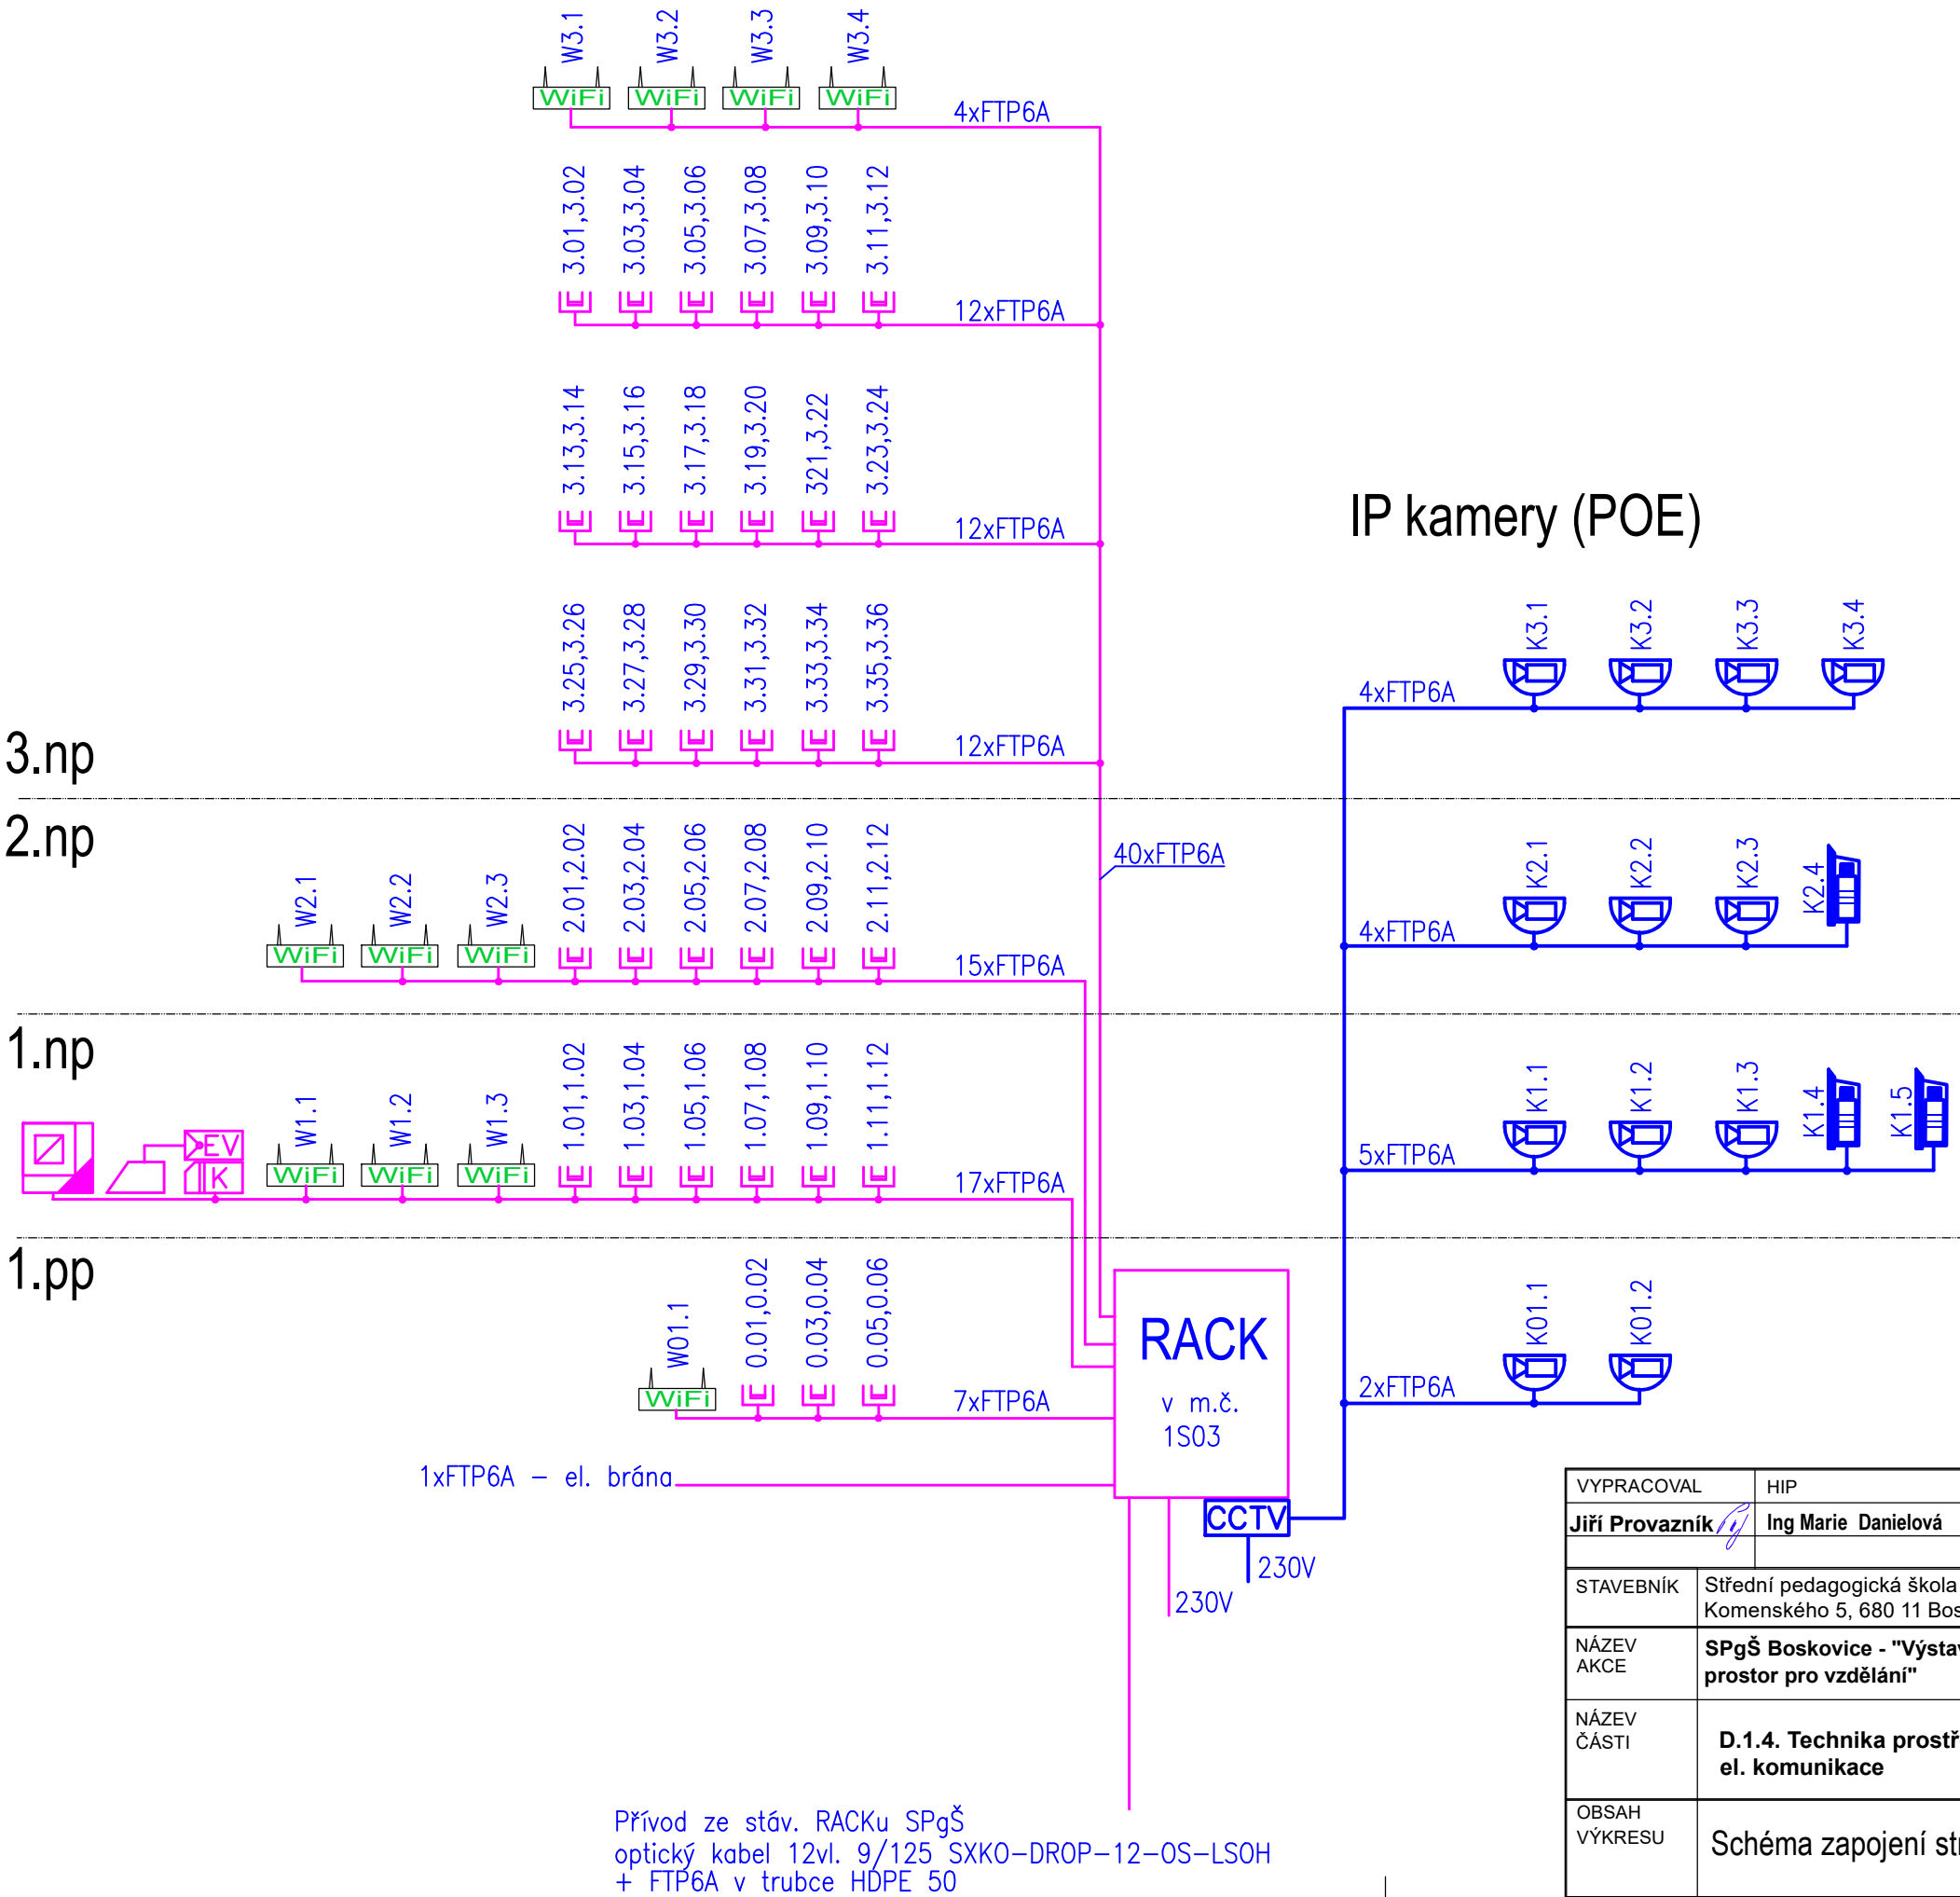 W3.1 W3.2 W3.3 W3.4
WiFi WiFi WiFi WiFi
4xFTP6A
3.01,3.02 3.03,3.04 3.05,3.06 3.07,3.08 3.09,3.10 3.11,3.12
12xFTP6A
3.13,3.14 3.15,3.16 3.17,3.18 3.19,3.20 321,3.22 3.23,3.24
12xFTP6A
IP kamery (POE)
3.25,3.26 3.27,3.28 3.29,3.30 3.31,3.32 3.33,3.34 3.35,3.36
12xFTP6A
K3.1 K3.2 K3.3 K3.4
4xFTP6A
3.np
2.np
40xFTP6A
W2.1 W2.2 W2.3
WiFi WiFi WiFi
2.01,2.02 2.03,2.04 2.05,2.06 2.07,2.08 2.09,2.10 2.111,2.12
15xFTP6A
K2.1 K2.2 K2.3 K2.4
4xFTP6A
1.np
EV
K
W1.1 W1.2 W1.3
WiFi WiFi WiFi
1.01,1.02 1.03,1.04 1.05,1.06 1.07,1.08 1.09,1.10 1.11,1.12
17xFTP6A
K1.1 K1.2 K1.3 K1.4 K1.5
5xFTP6A
1.pp
W01.1
WiFi
0.01,0.02 0.03,0.04 0.05,0.06
7xFTP6A
RACK
v m.č.
1S03
K01.1 K01.2
2xFTP6A
1xFTP6A – el. brána
CCTV
230V
230V
Přívod ze stáv. RACKu SPgŠ
optický kabel 12vl. 9/125 SXKO-DROP-12-OS-LSOH
+ FTP6A v trubce HDPE 50
VYPRACOVAL HIP
Jiří Provazník Ing Marie Danielová
STAVEBNÍK Střední pedagogická škola
Komenského 5, 680 11 Bos
NÁZEV AKCE SPgŠ Boskovice - "Výstav
prostor pro vzdělání"
NÁZEV ČÁSTI D.1.4. Technika prostř
el. komunikace
OBSAH VÝKRESU Schéma zapojení st